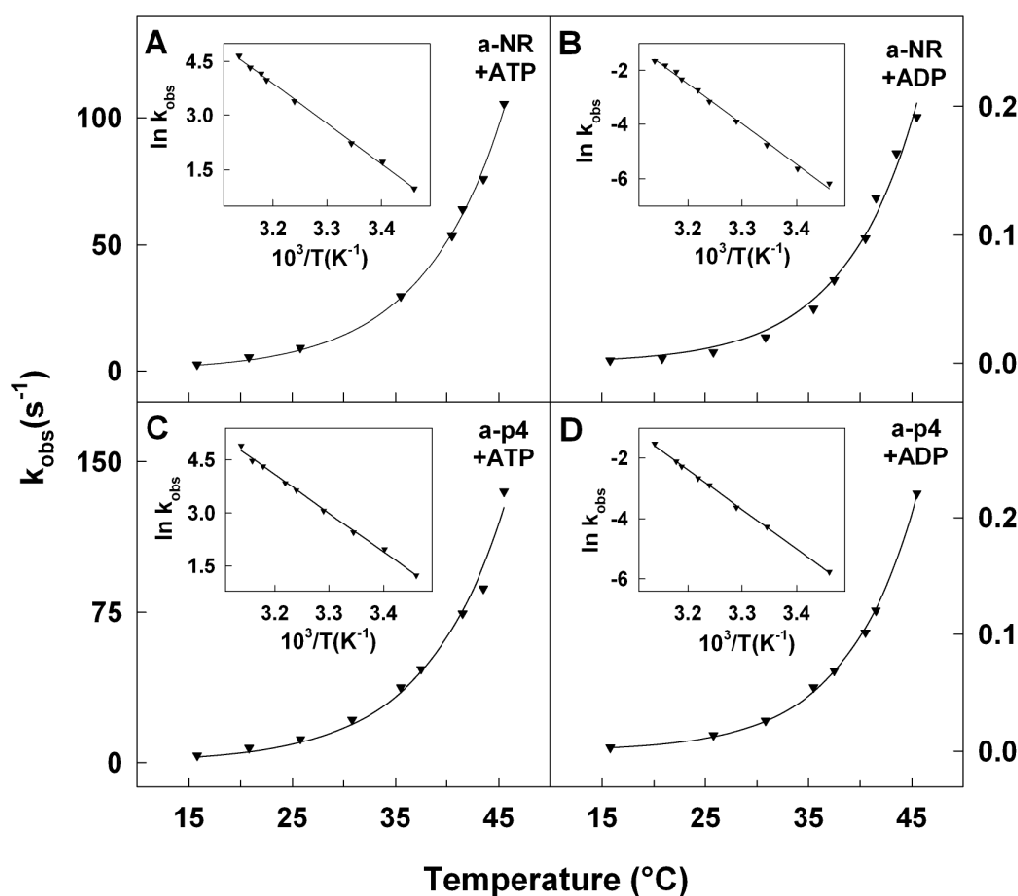 A
a-NR
+ATP
100
50
0
4.5
3.0
1.5
ln k_obs
3.2 3.3 3.4
10³/T(K⁻¹)
B
a-NR
+ADP
0.2
0.1
0.0
-2
-4
-6
ln k_obs
3.2 3.3 3.4
10³/T(K⁻¹)
k_obs(s⁻¹)
C
a-p4
+ATP
150
75
0
4.5
3.0
1.5
ln k_obs
3.2 3.3 3.4
10³/T(K⁻¹)
D
a-p4
+ADP
0.2
0.1
0.0
-2
-4
-6
ln k_obs
3.2 3.3 3.4
10³/T(K⁻¹)
15 25 35 45 15 25 35 45
Temperature (°C)